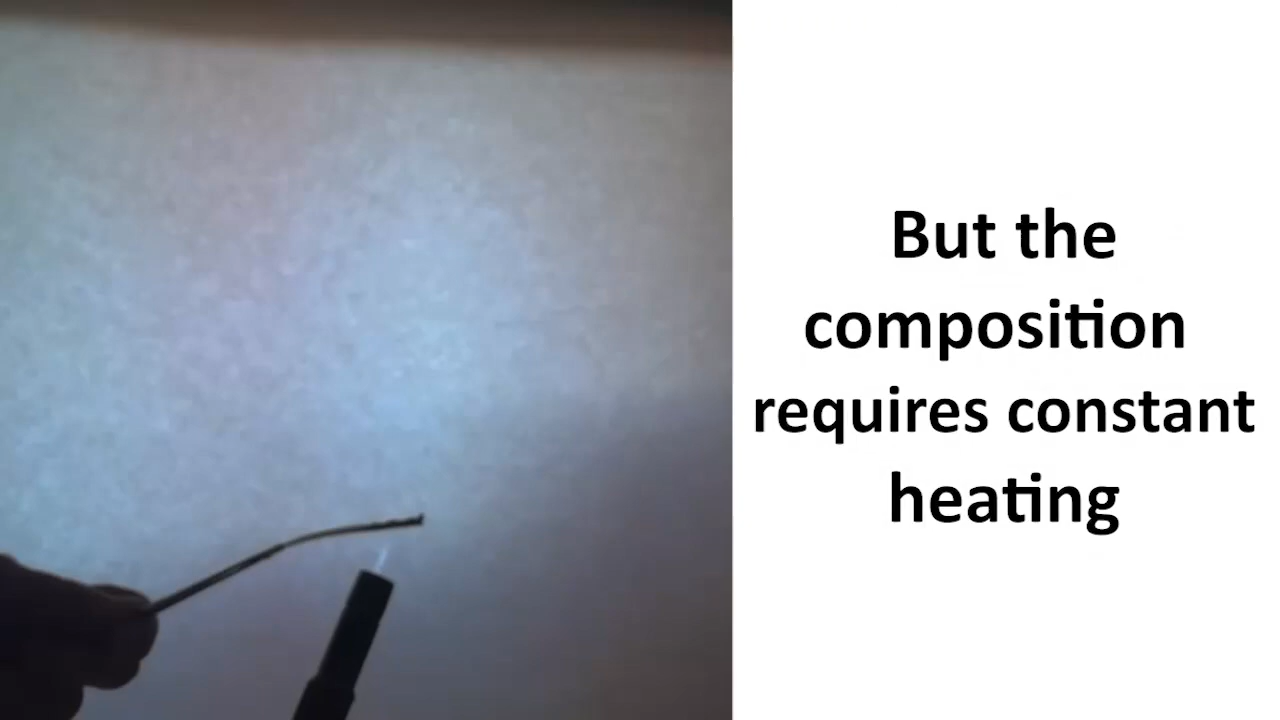 But the
composition
requires constant
heating